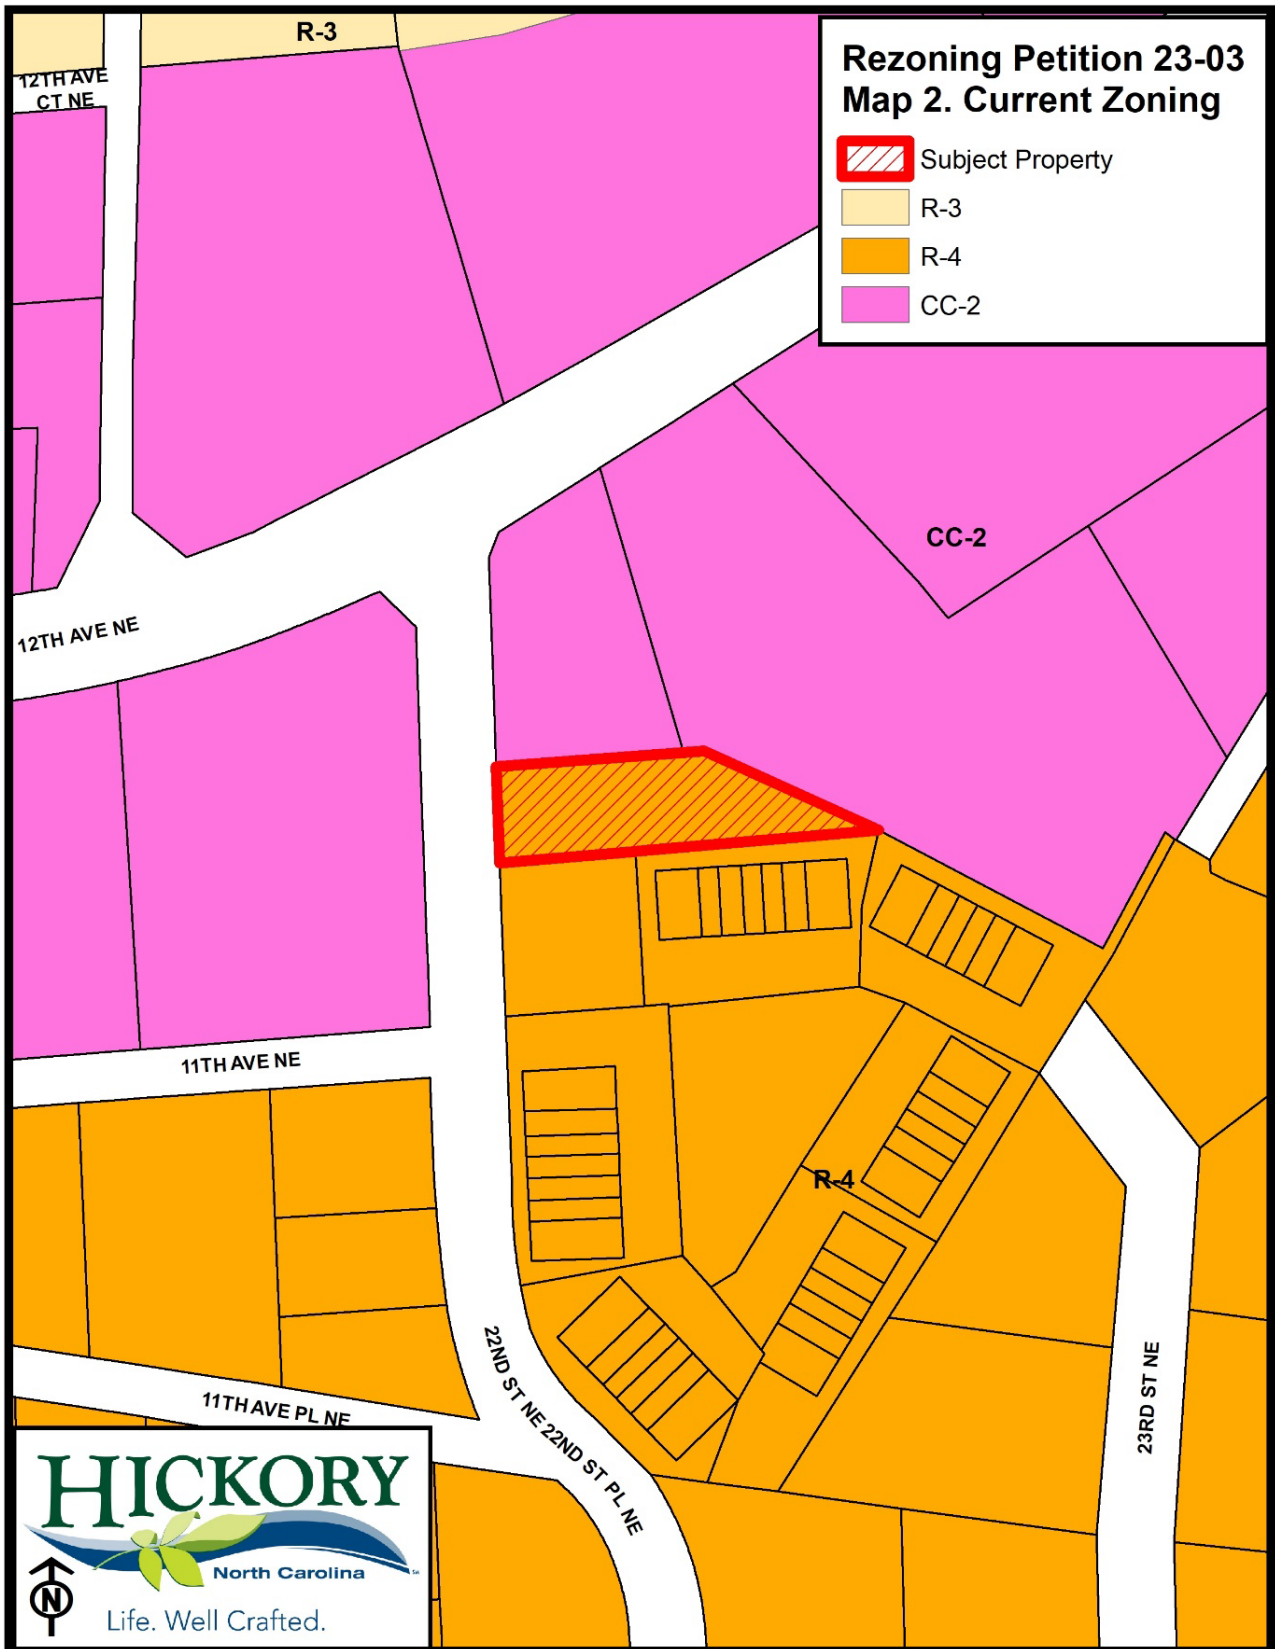 R-3
Rezoning Petition 23-03
Map 2. Current Zoning
Subject Property
R-3
R-4
CC-2
12TH AVE
CT NE
CC-2
12TH AVE NE
11TH AVE NE
R-4
22ND ST NE
22ND ST PL NE
23RD ST NE
11TH AVE PL NE
HICKORY
North Carolina
N
Life. Well Crafted.